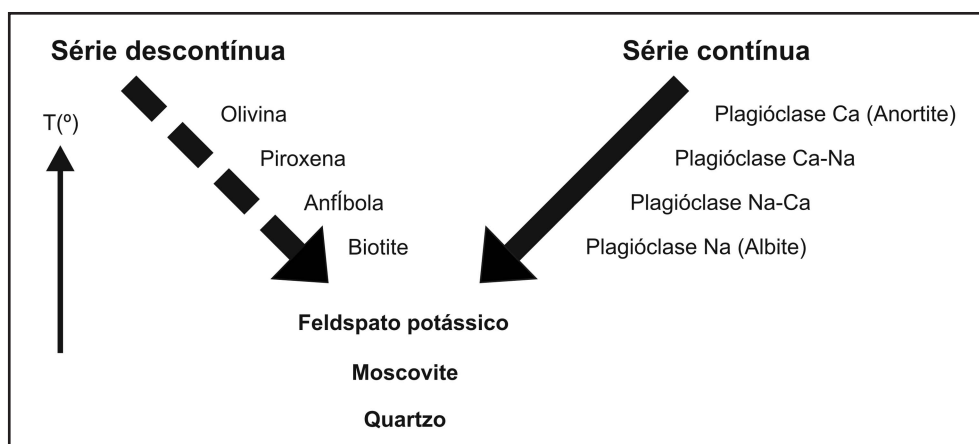 Série descontínua
Série contínua
T(º)
Olivina
Piroxena
AnfÍbola
Biotite
Plagióclase Ca (Anortite)
Plagióclase Ca-Na
Plagióclase Na-Ca
Plagióclase Na (Albite)
Feldspato potássico
Moscovite
Quartzo